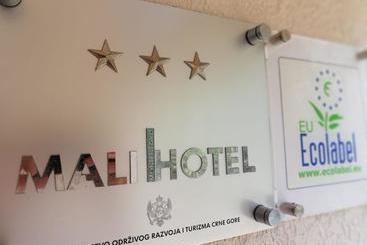 MALI HOTEL
ODRŽIVOG RAZVOJA I TURIZMA CRNE GORE
EU
Ecolabel
www.ecolabel.eu